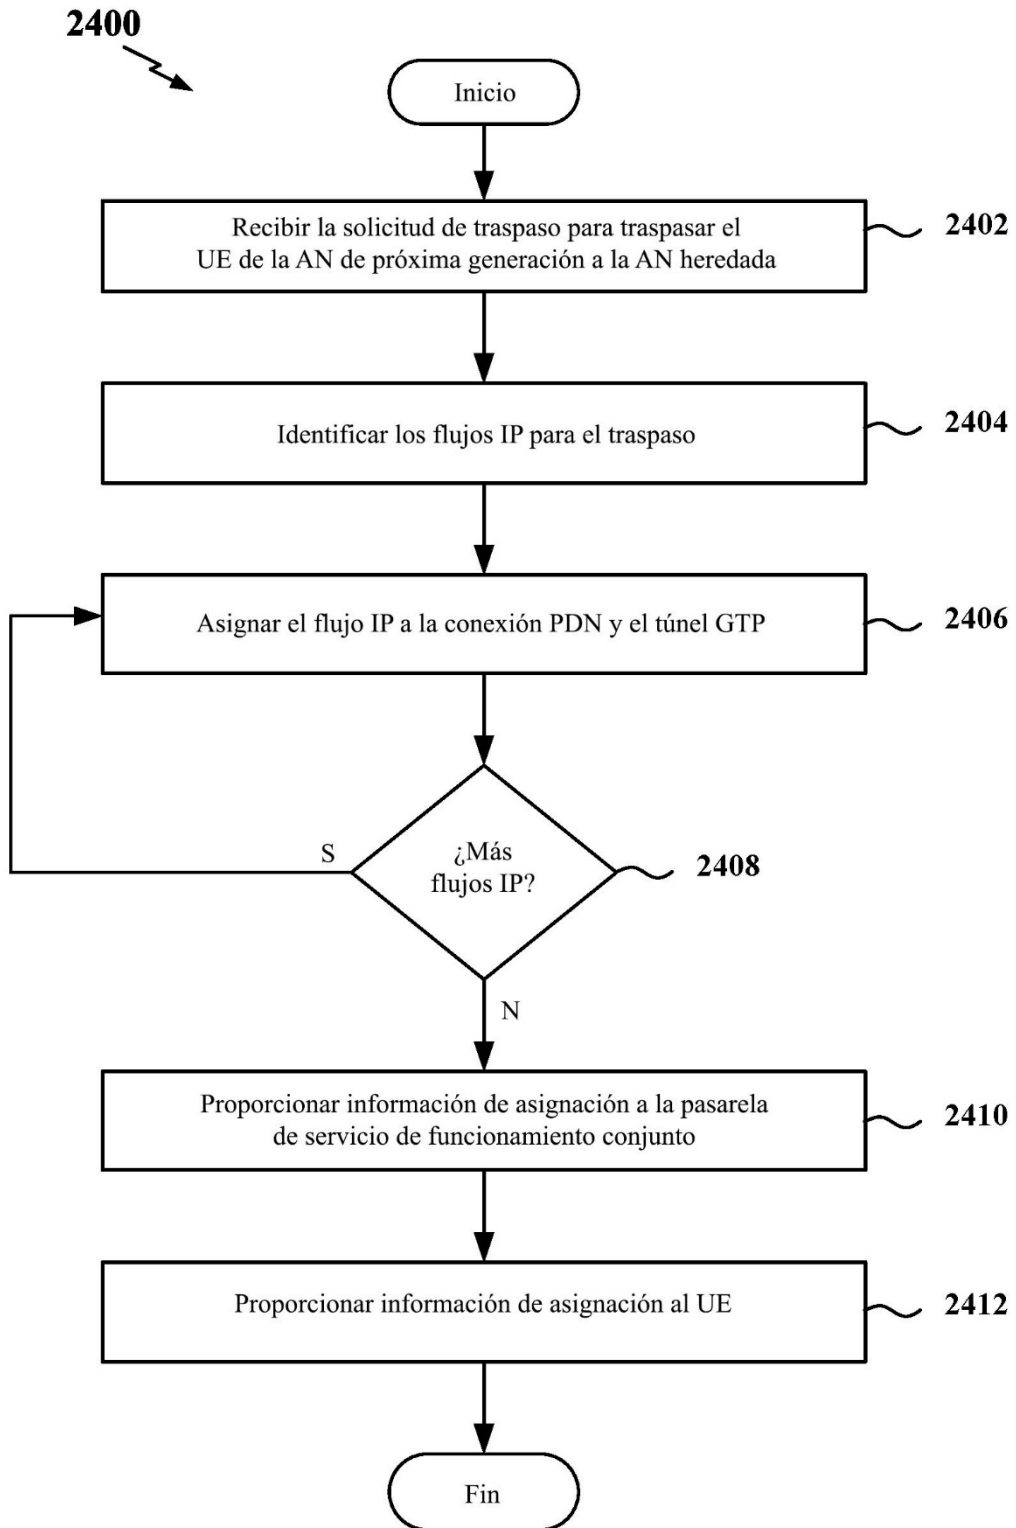 2400
Inicio
Recibir la solicitud de traspaso para traspasar el
UE de la AN de próxima generación a la AN heredada
2402
Identificar los flujos IP para el traspaso
2404
Asignar el flujo IP a la conexión PDN y el túnel GTP
2406
S
¿Más
flujos IP?
2408
N
Proporcionar información de asignación a la pasarela
de servicio de funcionamiento conjunto
2410
Proporcionar información de asignación al UE
2412
Fin